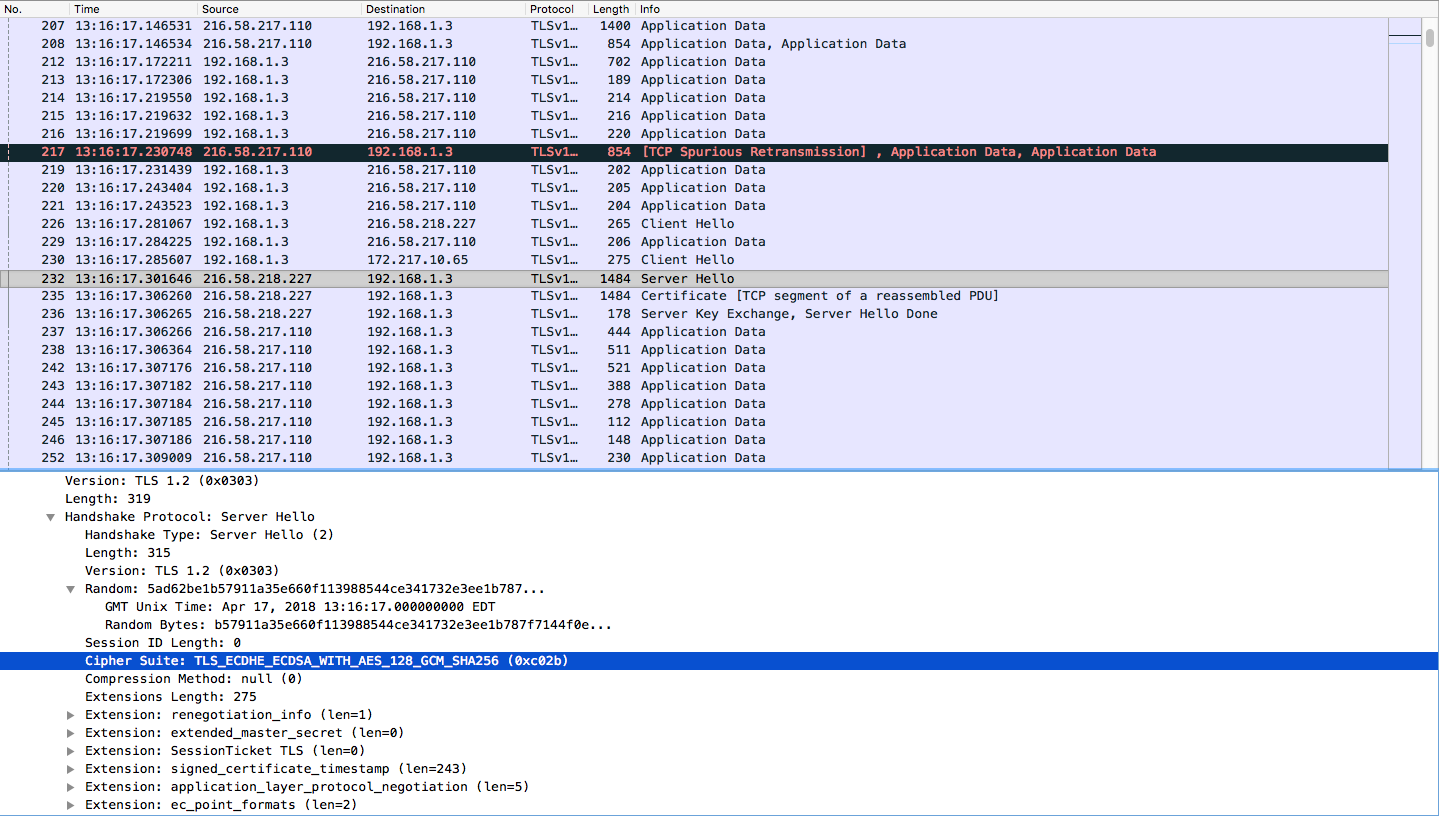 No. Time Source Destination Protocol Length Info
207 13:16:17.146531 216.58.217.110 192.168.1.3 TLSv1… 1400 Application Data
208 13:16:17.146534 216.58.217.110 192.168.1.3 TLSv1… 854 Application Data, Application Data
212 13:16:17.172211 192.168.1.3 216.58.217.110 TLSv1… 702 Application Data
213 13:16:17.172306 192.168.1.3 216.58.217.110 TLSv1… 189 Application Data
214 13:16:17.219550 192.168.1.3 216.58.217.110 TLSv1… 214 Application Data
215 13:16:17.219632 192.168.1.3 216.58.217.110 TLSv1… 216 Application Data
216 13:16:17.219699 192.168.1.3 216.58.217.110 TLSv1… 220 Application Data
217 13:16:17.230748 216.58.217.110 192.168.1.3 TLSv1… 854 [TCP Spurious Retransmission] , Application Data, Application Data
219 13:16:17.231439 192.168.1.3 216.58.217.110 TLSv1… 202 Application Data
220 13:16:17.243404 192.168.1.3 216.58.217.110 TLSv1… 205 Application Data
221 13:16:17.243523 192.168.1.3 216.58.217.110 TLSv1… 204 Application Data
226 13:16:17.281067 192.168.1.3 216.58.218.227 TLSv1… 265 Client Hello
229 13:16:17.284225 192.168.1.3 216.58.217.110 TLSv1… 206 Application Data
230 13:16:17.285607 192.168.1.3 172.217.10.65 TLSv1… 275 Client Hello
232 13:16:17.301646 216.58.218.227 192.168.1.3 TLSv1… 1484 Server Hello
235 13:16:17.306260 216.58.218.227 192.168.1.3 TLSv1… 1484 Certificate [TCP segment of a reassembled PDU]
236 13:16:17.306265 216.58.218.227 192.168.1.3 TLSv1… 178 Server Key Exchange, Server Hello Done
237 13:16:17.306266 216.58.217.110 192.168.1.3 TLSv1… 444 Application Data
238 13:16:17.306364 216.58.217.110 192.168.1.3 TLSv1… 511 Application Data
242 13:16:17.307176 216.58.217.110 192.168.1.3 TLSv1… 521 Application Data
243 13:16:17.307182 216.58.217.110 192.168.1.3 TLSv1… 388 Application Data
244 13:16:17.307184 216.58.217.110 192.168.1.3 TLSv1… 278 Application Data
245 13:16:17.307185 216.58.217.110 192.168.1.3 TLSv1… 112 Application Data
246 13:16:17.307186 216.58.217.110 192.168.1.3 TLSv1… 148 Application Data
252 13:16:17.309009 216.58.217.110 192.168.1.3 TLSv1… 230 Application Data
Version: TLS 1.2 (0x0303)
Length: 319
Handshake Protocol: Server Hello
Handshake Type: Server Hello (2)
Length: 315
Version: TLS 1.2 (0x0303)
Random: 5ad62be1b57911a35e660f113988544ce341732e3ee1b787...
GMT Unix Time: Apr 17, 2018 13:16:17.000000000 EDT
Random Bytes: b57911a35e660f113988544ce341732e3ee1b787f7144f0e...
Session ID Length: 0
Cipher Suite: TLS_ECDHE_ECDSA_WITH_AES_128_GCM_SHA256 (0xc02b)
Compression Method: null (0)
Extensions Length: 275
Extension: renegotiation_info (len=1)
Extension: extended_master_secret (len=0)
Extension: SessionTicket TLS (len=0)
Extension: signed_certificate_timestamp (len=243)
Extension: application_layer_protocol_negotiation (len=5)
Extension: ec_point_formats (len=2)